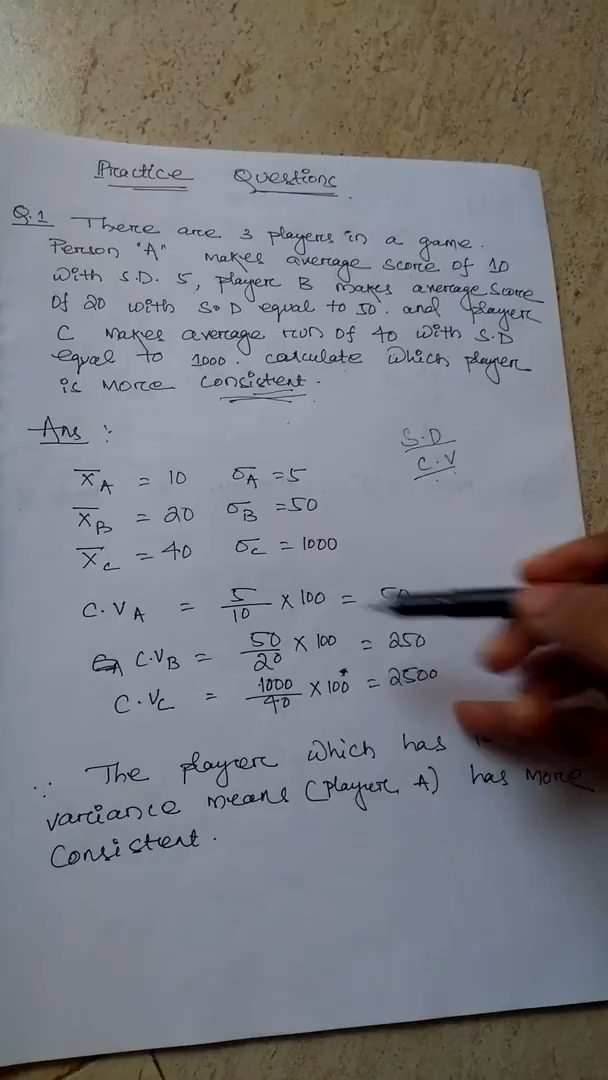 Practice Questions
Q.1 There are 3 players in a game.
Person "A" makes average score of 10
with S.D. 5, player B makes average score
of 20 with S.D equal to 50. and player
C makes average run of 40 with S.D
equal to 1000. calculate which player
is more consistent.
Ans :
S.D
C.V
X̄A = 10 σA = 5
X̄B = 20 σB = 50
X̄C = 40 σC = 1000
C.VA = 5/10 × 100 = 50
C.VB = 50/20 × 100 = 250
C.VC = 1000/40 × 100 = 2500
∴ The player which has
variance means (player A) has more
consistent.